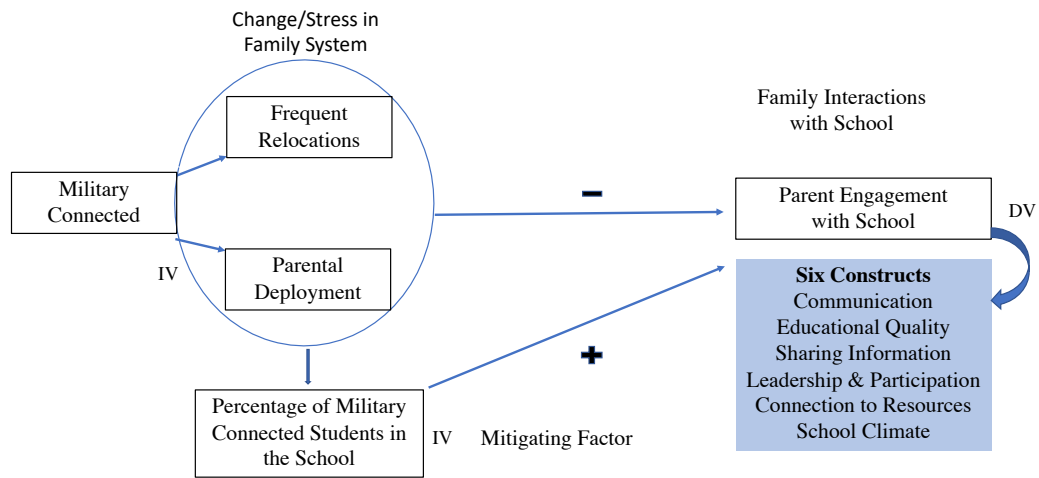 Change/Stress in
Family System
Frequent
Relocations
Military
Connected
IV
Parental
Deployment
Percentage of Military
Connected Students in
the School
IV
Mitigating Factor
−
+
Family Interactions
with School
Parent Engagement
with School
DV
Six Constructs
Communication
Educational Quality
Sharing Information
Leadership & Participation
Connection to Resources
School Climate